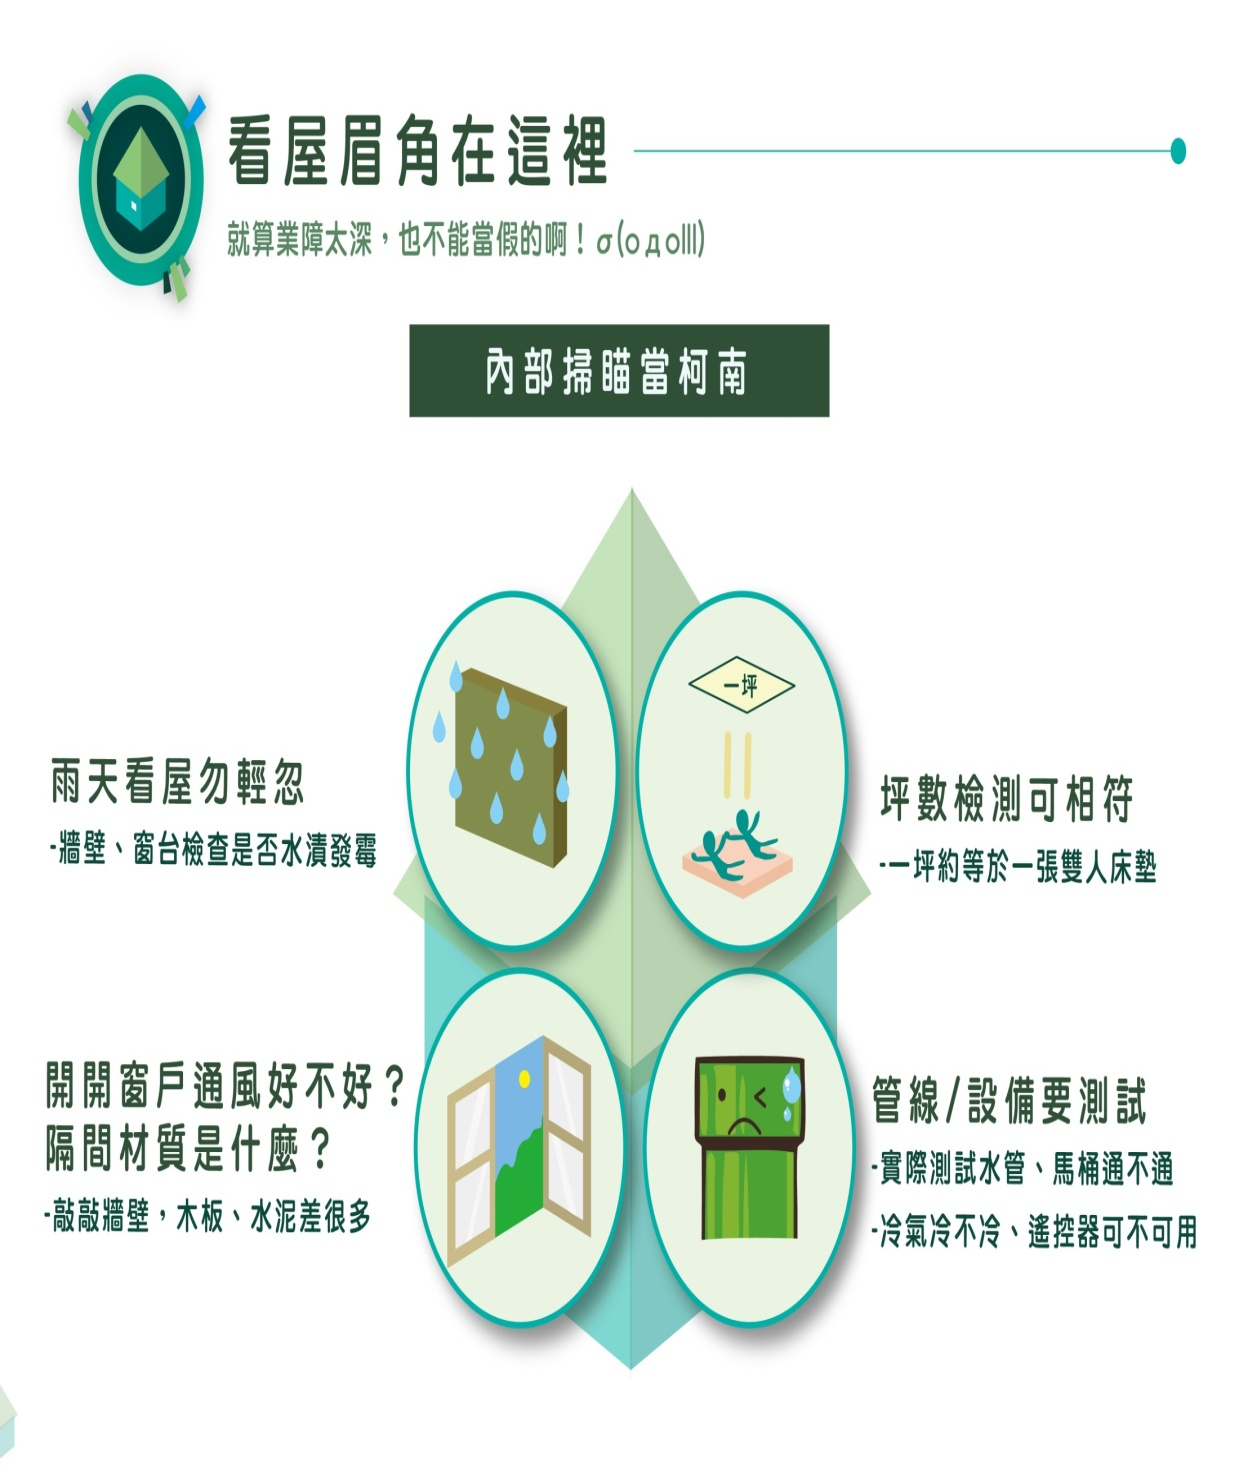 看屋眉角在這裡
就算業障太深，也不能當假的啊！σ(oдolll)
內部掃瞄當柯南
一坪
雨天看屋勿輕忽
-牆壁、窗台檢查是否水漬發霉
坪數檢測可相符
-一坪約等於一張雙人床墊
開開窗戶通風好不好？
隔間材質是什麼？
-敲敲牆壁，木板、水泥差很多
管線/設備要測試
-實際測試水管、馬桶通不通
-冷氣冷不冷、遙控器可不可用